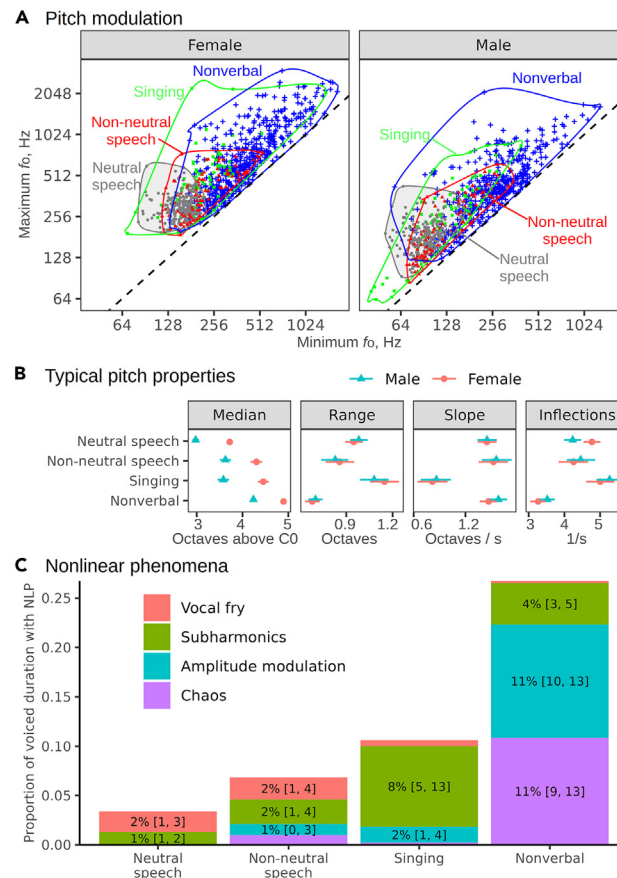 A Pitch modulation
Female
Male
Nonverbal
Singing
Non-neutral
speech
Neutral
speech
Nonverbal
Singing
Non-neutral
speech
Neutral
speech
Maximum fo, Hz
2048
1024
512
256
128
64
64 128 256 512 1024
64 128 256 512 1024
Minimum fo, Hz
B Typical pitch properties
Male Female
Median Range Slope Inflections
Neutral speech
Non-neutral speech
Singing
Nonverbal
3 4 5 0.9 1.2 0.6 1.2 3 4 5
Octaves above C0 Octaves Octaves / s 1/s
C Nonlinear phenomena
Proportion of voiced duration with NLP
0.25
0.20
0.15
0.10
0.05
0.00
Vocal fry
Subharmonics
Amplitude modulation
Chaos
2% [1, 3]
1% [1, 2]
2% [1, 4]
2% [1, 4]
1% [0, 3]
8% [5, 13]
2% [1, 4]
4% [3, 5]
11% [10, 13]
11% [9, 13]
Neutral
speech
Non-neutral
speech
Singing
Nonverbal